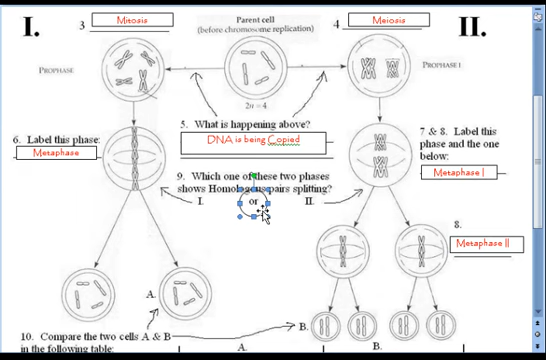 I.
3 Mitosis
Parent cell
(before chromosome replication)
4 Meiosis
II.
PROPHASE
PROPHASE I
2n = 4
5. What is happening above?
DNA is being Copied
6. Label this phase:
Metaphase
7 & 8. Label this
phase and the one
below:
Metaphase I
9. Which one of these two phases
shows Homologous pairs splitting?
I. or II.
8.
Metaphase II
A.
B.
10. Compare the two cells A & B
in the following table:
A. B.